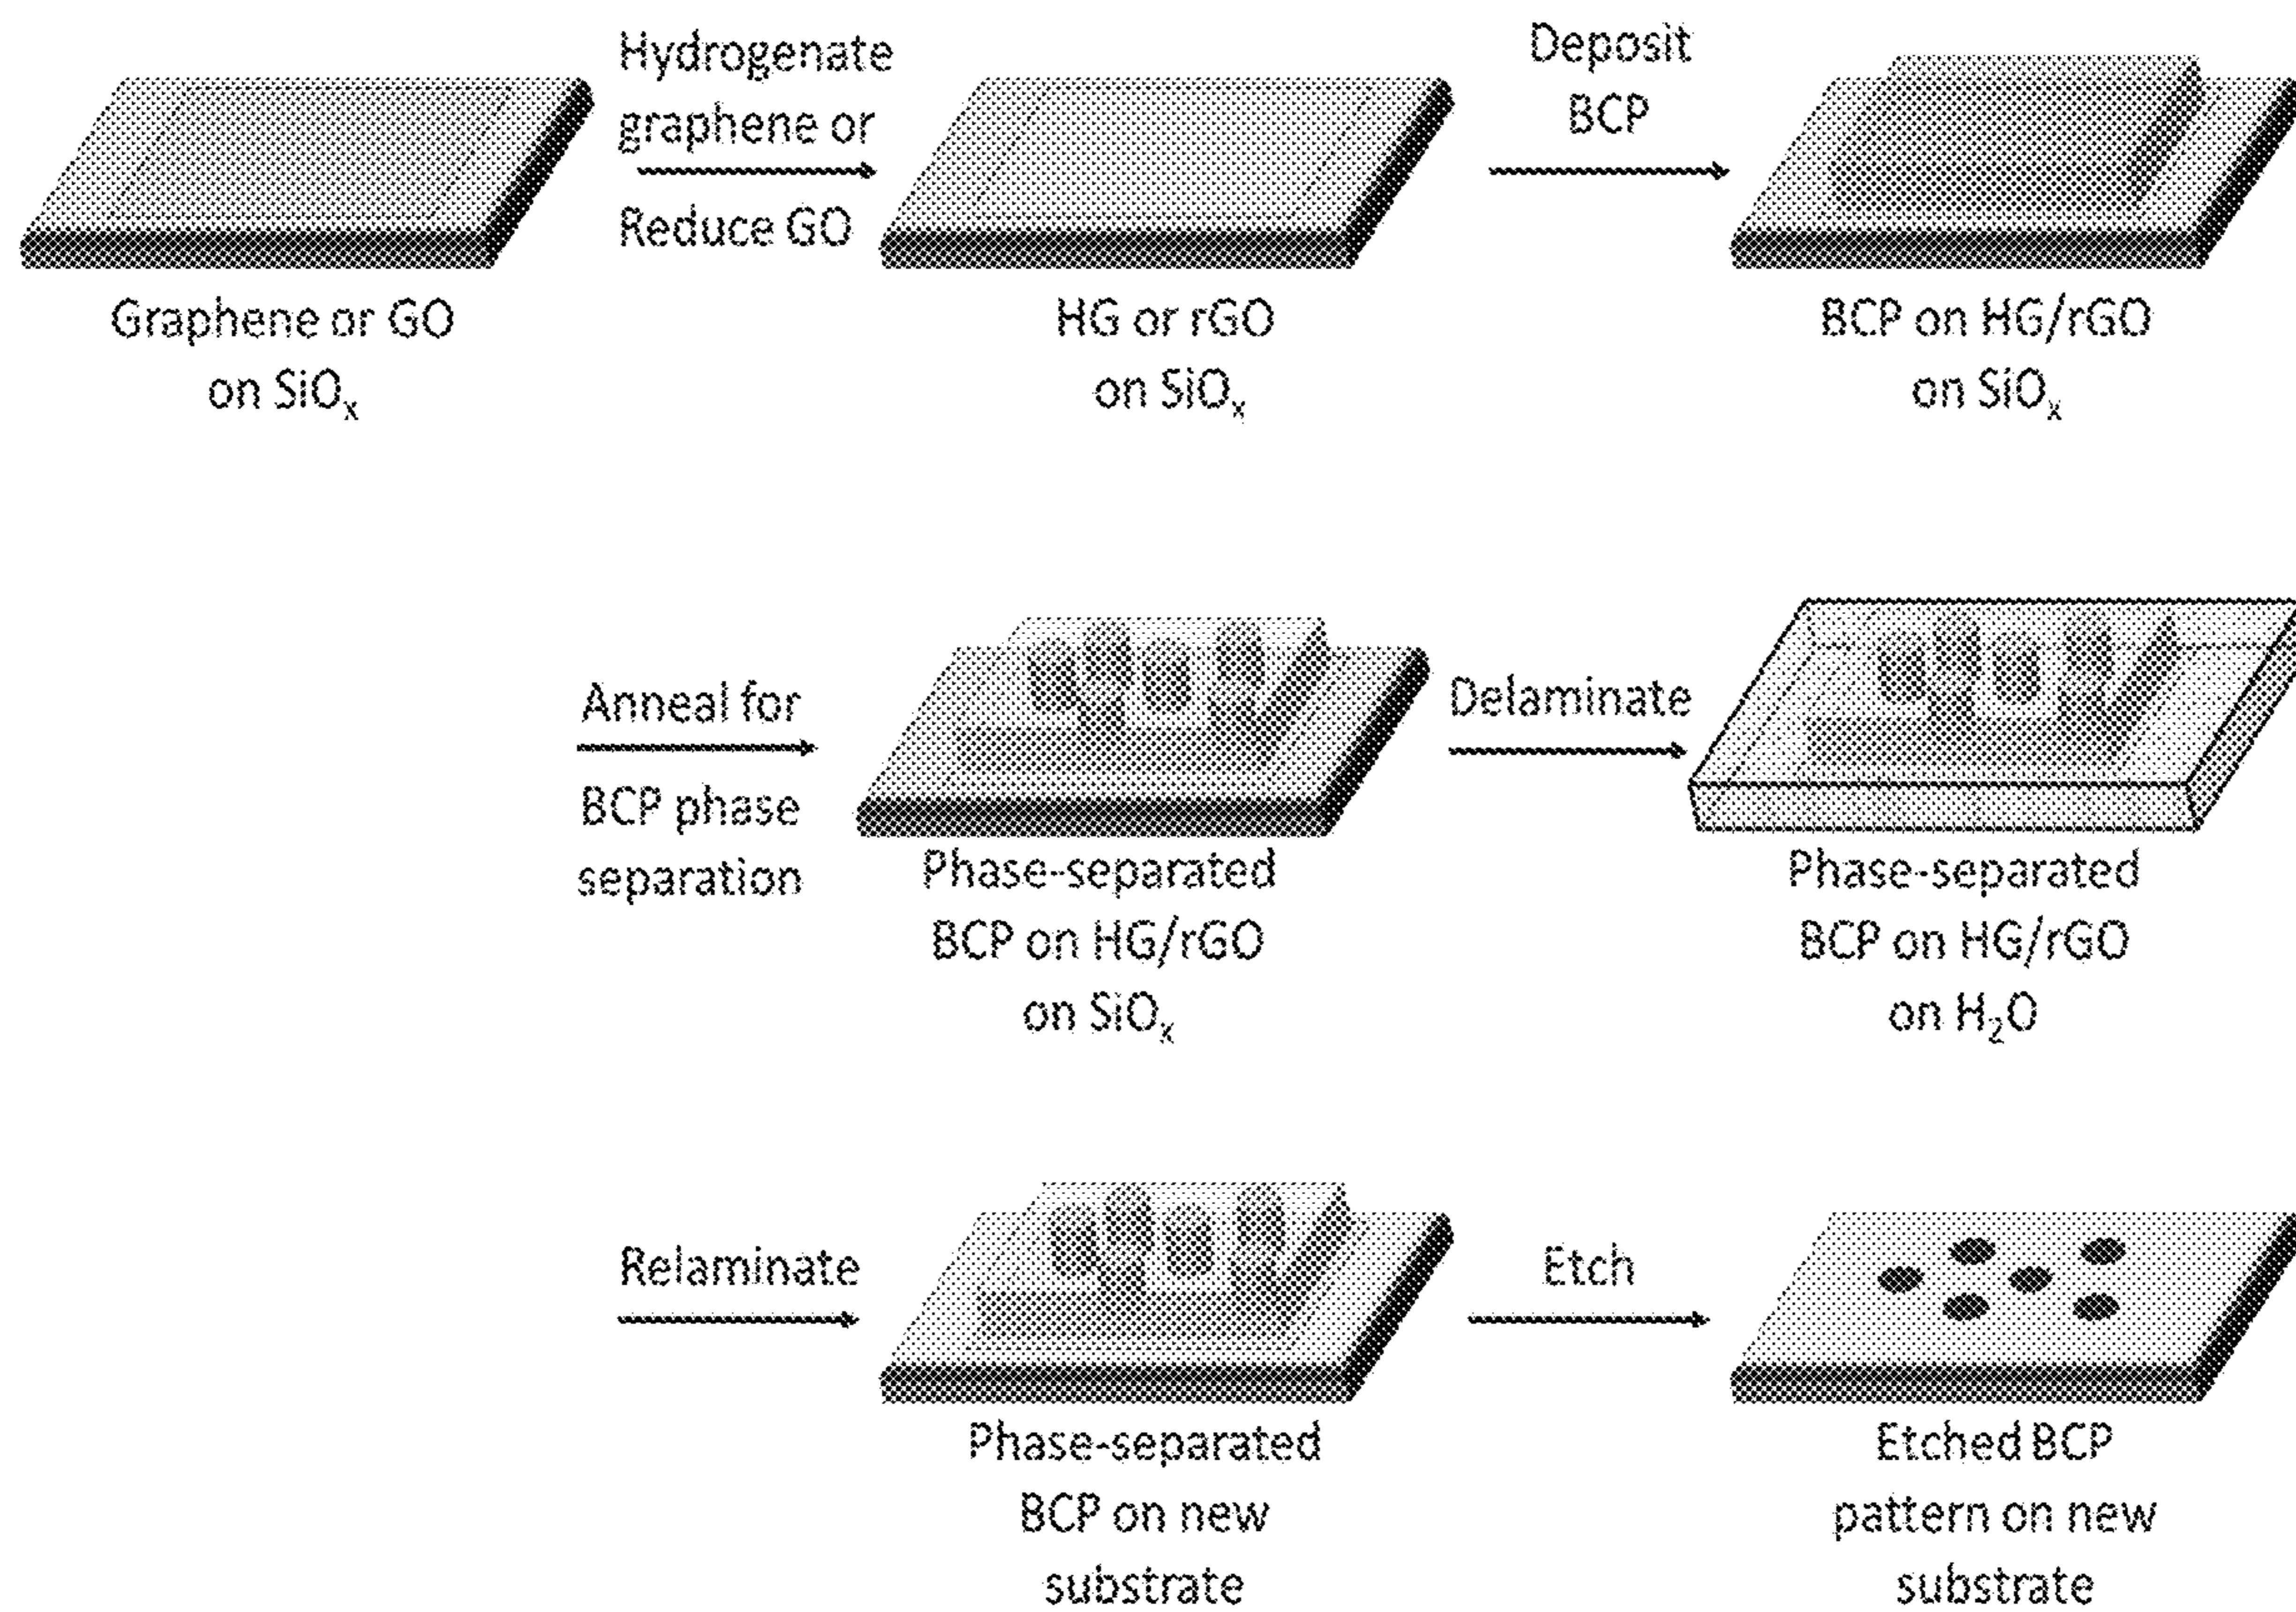 Hydrogenate
graphene or
Reduce GO
Deposit
BCP
Graphene or GO
on SiOₓ
HG or rGO
on SiOₓ
BCP on HG/rGO
on SiOₓ
Anneal for
BCP phase
separation
Delaminate
Phase-separated
BCP on HG/rGO
on SiOₓ
Phase-separated
BCP on HG/rGO
on H₂O
Relaminate
Etch
Phase-separated
BCP on new
substrate
Etched BCP
pattern on new
substrate